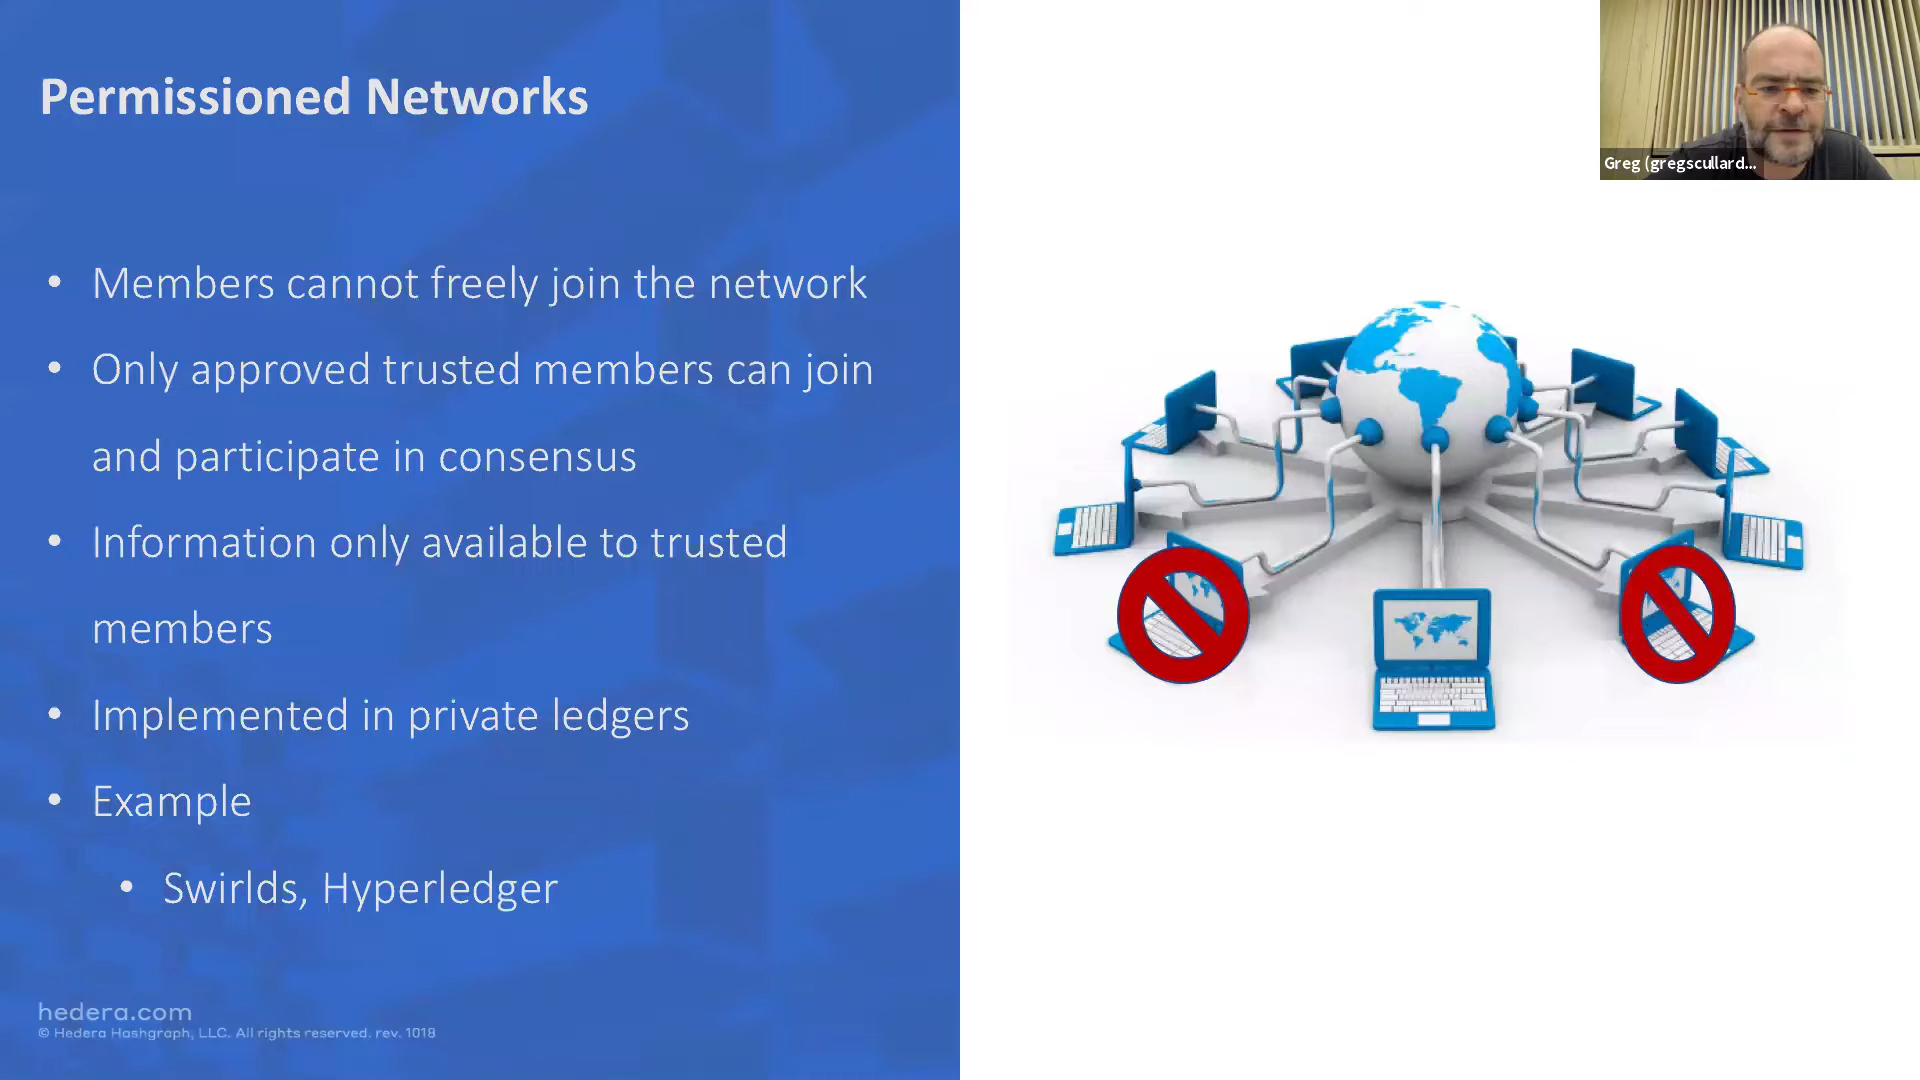 Permissioned Networks
• Members cannot freely join the network
• Only approved trusted members can join
and participate in consensus
• Information only available to trusted
members
• Implemented in private ledgers
• Example
• Swirlds, Hyperledger
hedera.com
© Hedera Hashgraph, LLC. All rights reserved. rev. 1018
Greg (gregscullard...